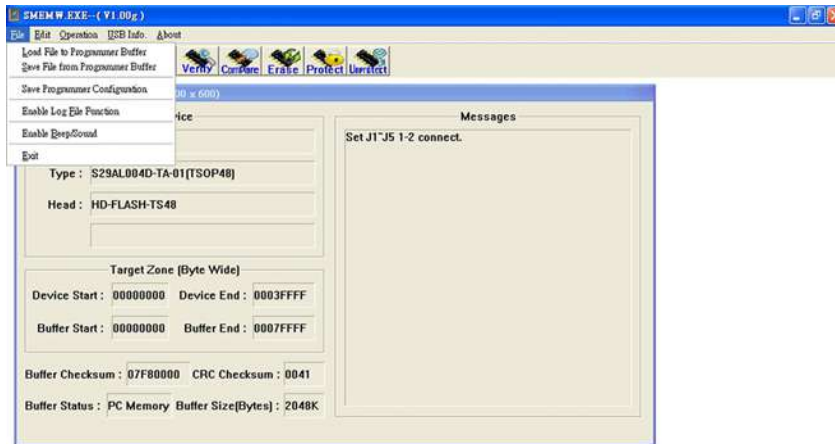 SMEMW.EXE--( V1.00g )
File Edit Operation USB Info. About
Load File to Programmer Buffer
Save File from Programmer Buffer
Save Programmer Configuration
Enable Log File Function
Enable Beep/Sound
Exit
Verify Compare Erase Protect Unprotect
x 600)
Messages
Set J1~J5 1-2 connect.
Type : S29AL004D-TA-01(TSOP48)
Head : HD-FLASH-TS48
Target Zone (Byte Wide)
Device Start : 00000000 Device End : 0003FFFF
Buffer Start : 00000000 Buffer End : 0007FFFF
Buffer Checksum : 07F80000 CRC Checksum : 0041
Buffer Status : PC Memory Buffer Size(Bytes) : 2048K